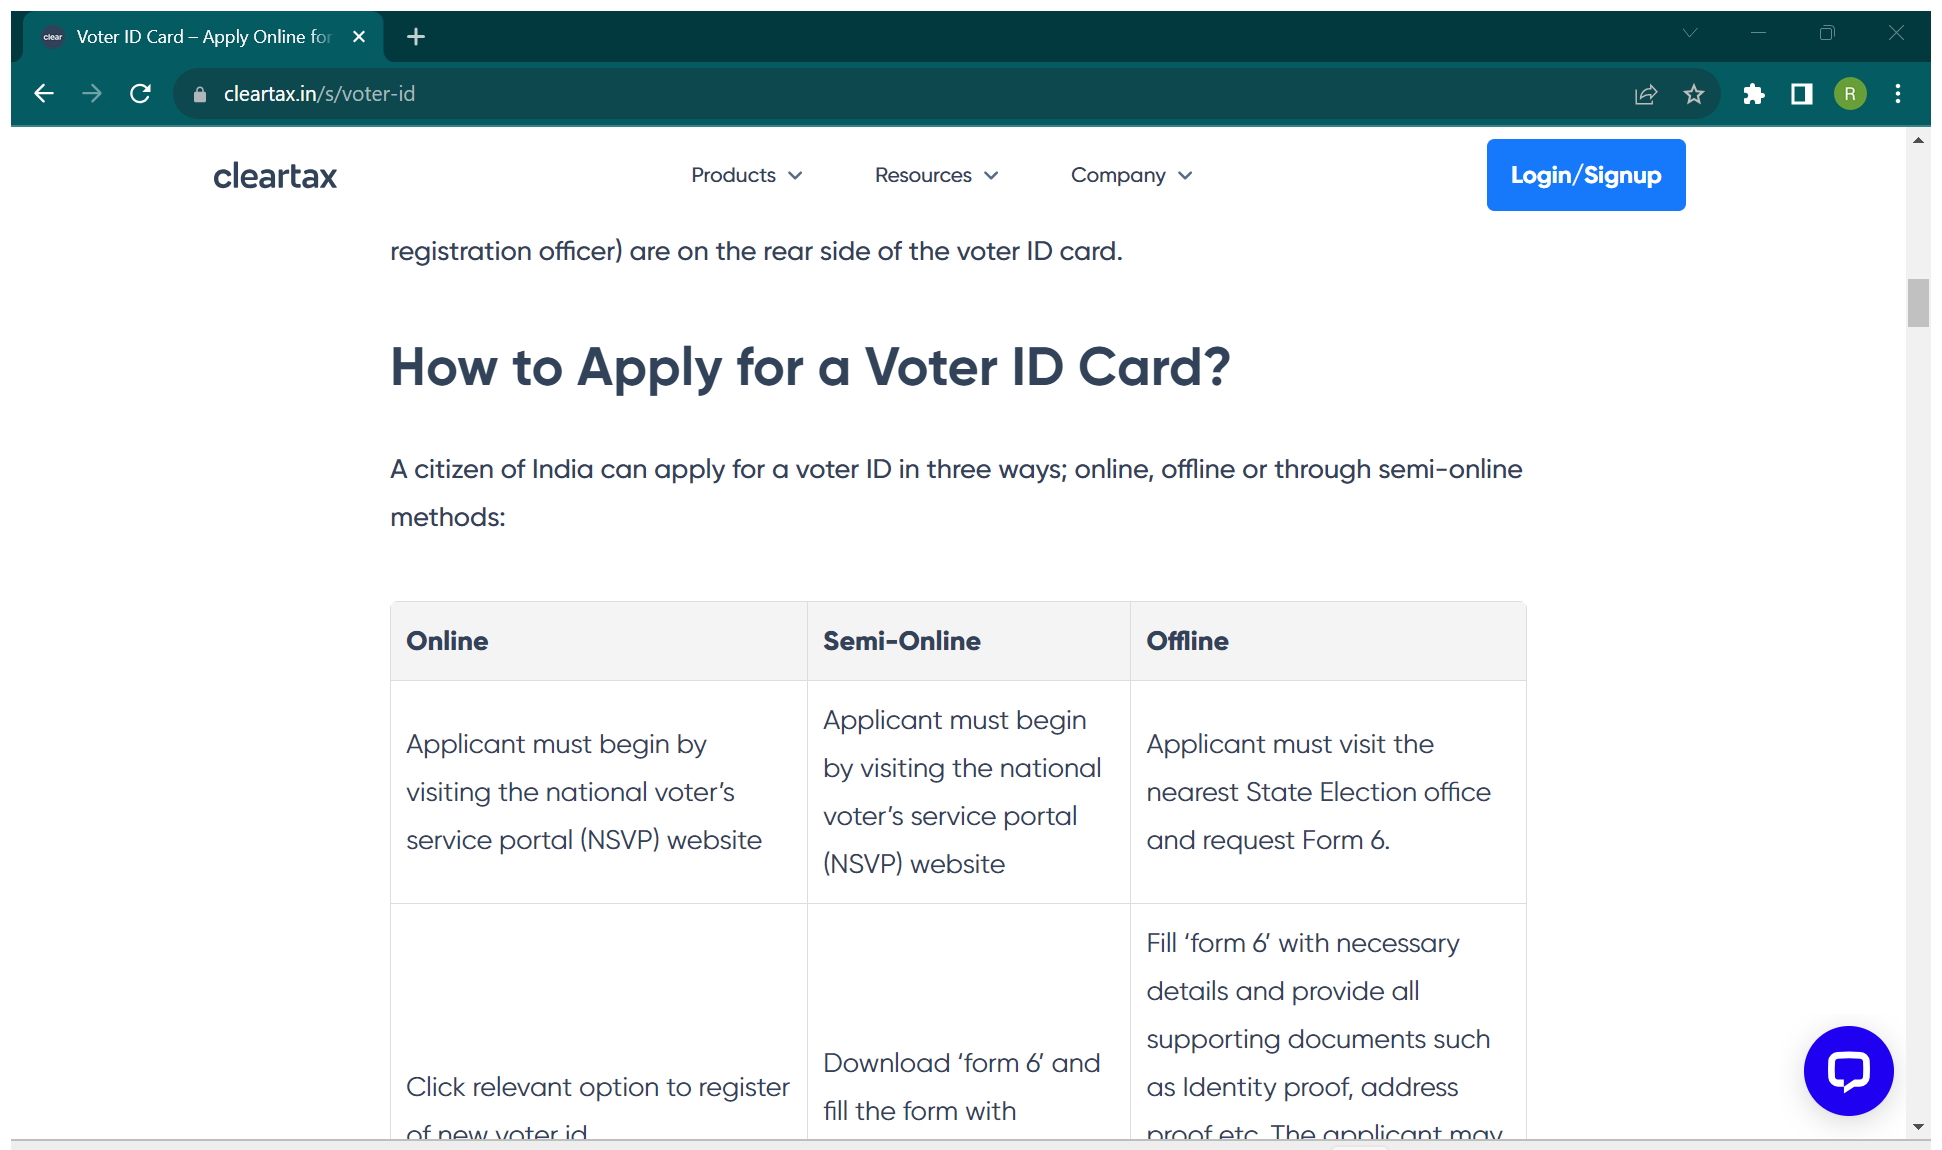 clear Voter ID Card – Apply Online for
cleartax.in/s/voter-id
R
cleartax
Products
Resources
Company
Login/Signup
registration officer) are on the rear side of the voter ID card.
How to Apply for a Voter ID Card?
A citizen of India can apply for a voter ID in three ways; online, offline or through semi-online
methods:
Online
Semi-Online
Offline
Applicant must begin by
visiting the national voter’s
service portal (NSVP) website
Applicant must begin
by visiting the national
voter’s service portal
(NSVP) website
Applicant must visit the
nearest State Election office
and request Form 6.
Click relevant option to register
of new voter id
Download ‘form 6’ and
fill the form with
Fill ‘form 6’ with necessary
details and provide all
supporting documents such
as Identity proof, address
proof etc. The applicant may